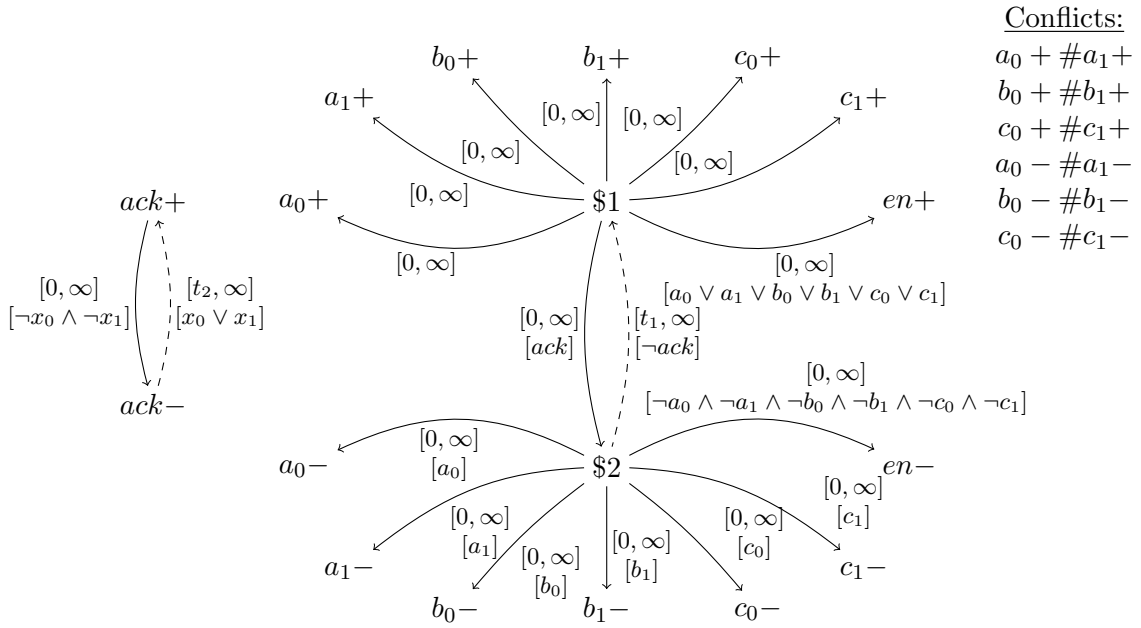 Conflicts:
a₀ + #a₁+
b₀ + #b₁+
c₀ + #c₁+
a₀ − #a₁−
b₀ − #b₁−
c₀ − #c₁−
b₀+
b₁+
c₀+
a₁+
c₁+
[0, ∞]
[0, ∞]
[0, ∞]
[0, ∞]
[0, ∞]
ack+
a₀+
$1
en+
[0, ∞]
[0, ∞]
[a₀ ∨ a₁ ∨ b₀ ∨ b₁ ∨ c₀ ∨ c₁]
[0, ∞]
[¬x₀ ∧ ¬x₁]
[t₂, ∞]
[x₀ ∨ x₁]
[0, ∞]
[ack]
[t₁, ∞]
[¬ack]
ack−
[0, ∞]
[¬a₀ ∧ ¬a₁ ∧ ¬b₀ ∧ ¬b₁ ∧ ¬c₀ ∧ ¬c₁]
a₀−
[0, ∞]
[a₀]
$2
en−
[0, ∞]
[a₁]
[0, ∞]
[b₀]
[0, ∞]
[b₁]
[0, ∞]
[c₀]
[0, ∞]
[c₁]
a₁−
c₁−
b₀−
b₁−
c₀−